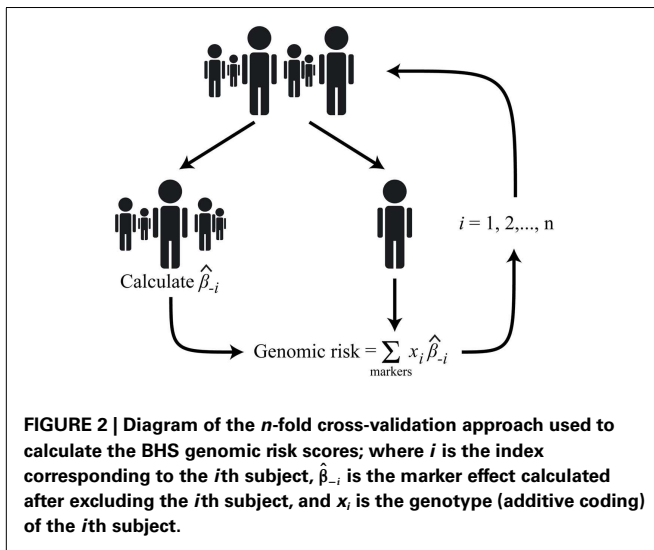 Calculate β̂₋ᵢ
i = 1, 2,..., n
Genomic risk = ∑ xᵢ β̂₋ᵢ
markers
FIGURE 2 | Diagram of the n-fold cross-validation approach used to
calculate the BHS genomic risk scores; where i is the index
corresponding to the ith subject, β̂₋ᵢ is the marker effect calculated
after excluding the ith subject, and xᵢ is the genotype (additive coding)
of the ith subject.